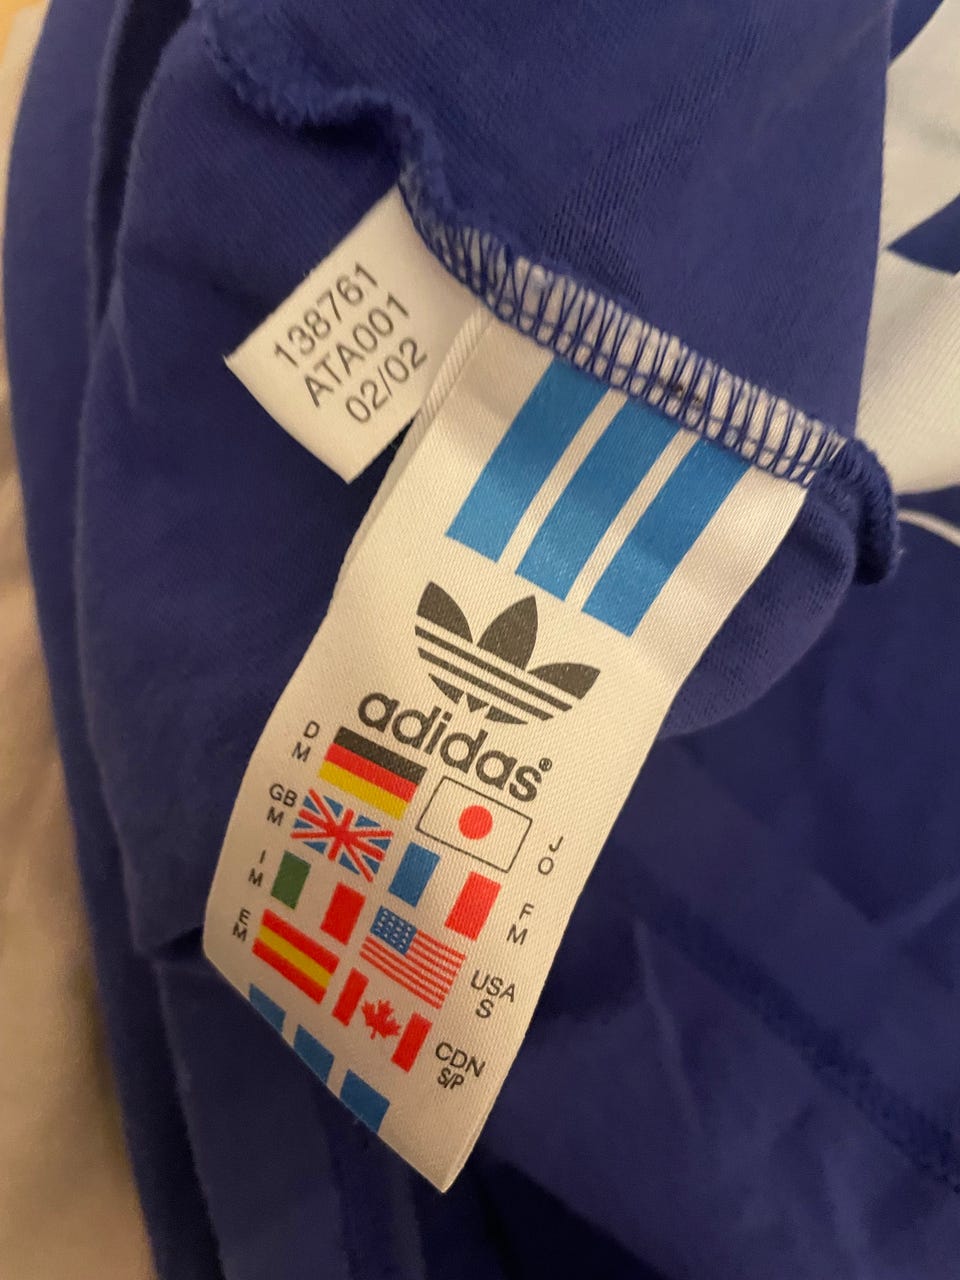 138761
ATA001
02/02
adidas®
D
M
J
O
GB
M
F
M
I
M
USA
S
E
M
CDN
S/P